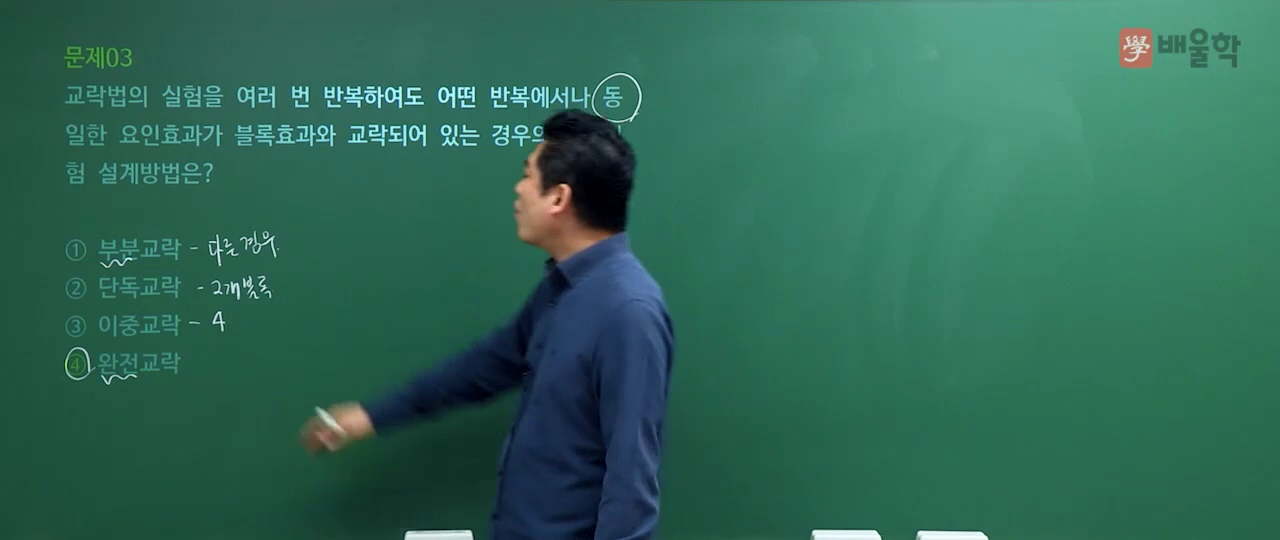 學 배울학
문제03
교락법의 실험을 여러 번 반복하여도 어떤 반복에서나 동
일한 요인효과가 블록효과와 교락되어 있는 경우의
험 설계방법은?
① 부분교락 - 다른 경우.
② 단독교락 - 2개 블록
③ 이중교락 - 4
④ 완전교락